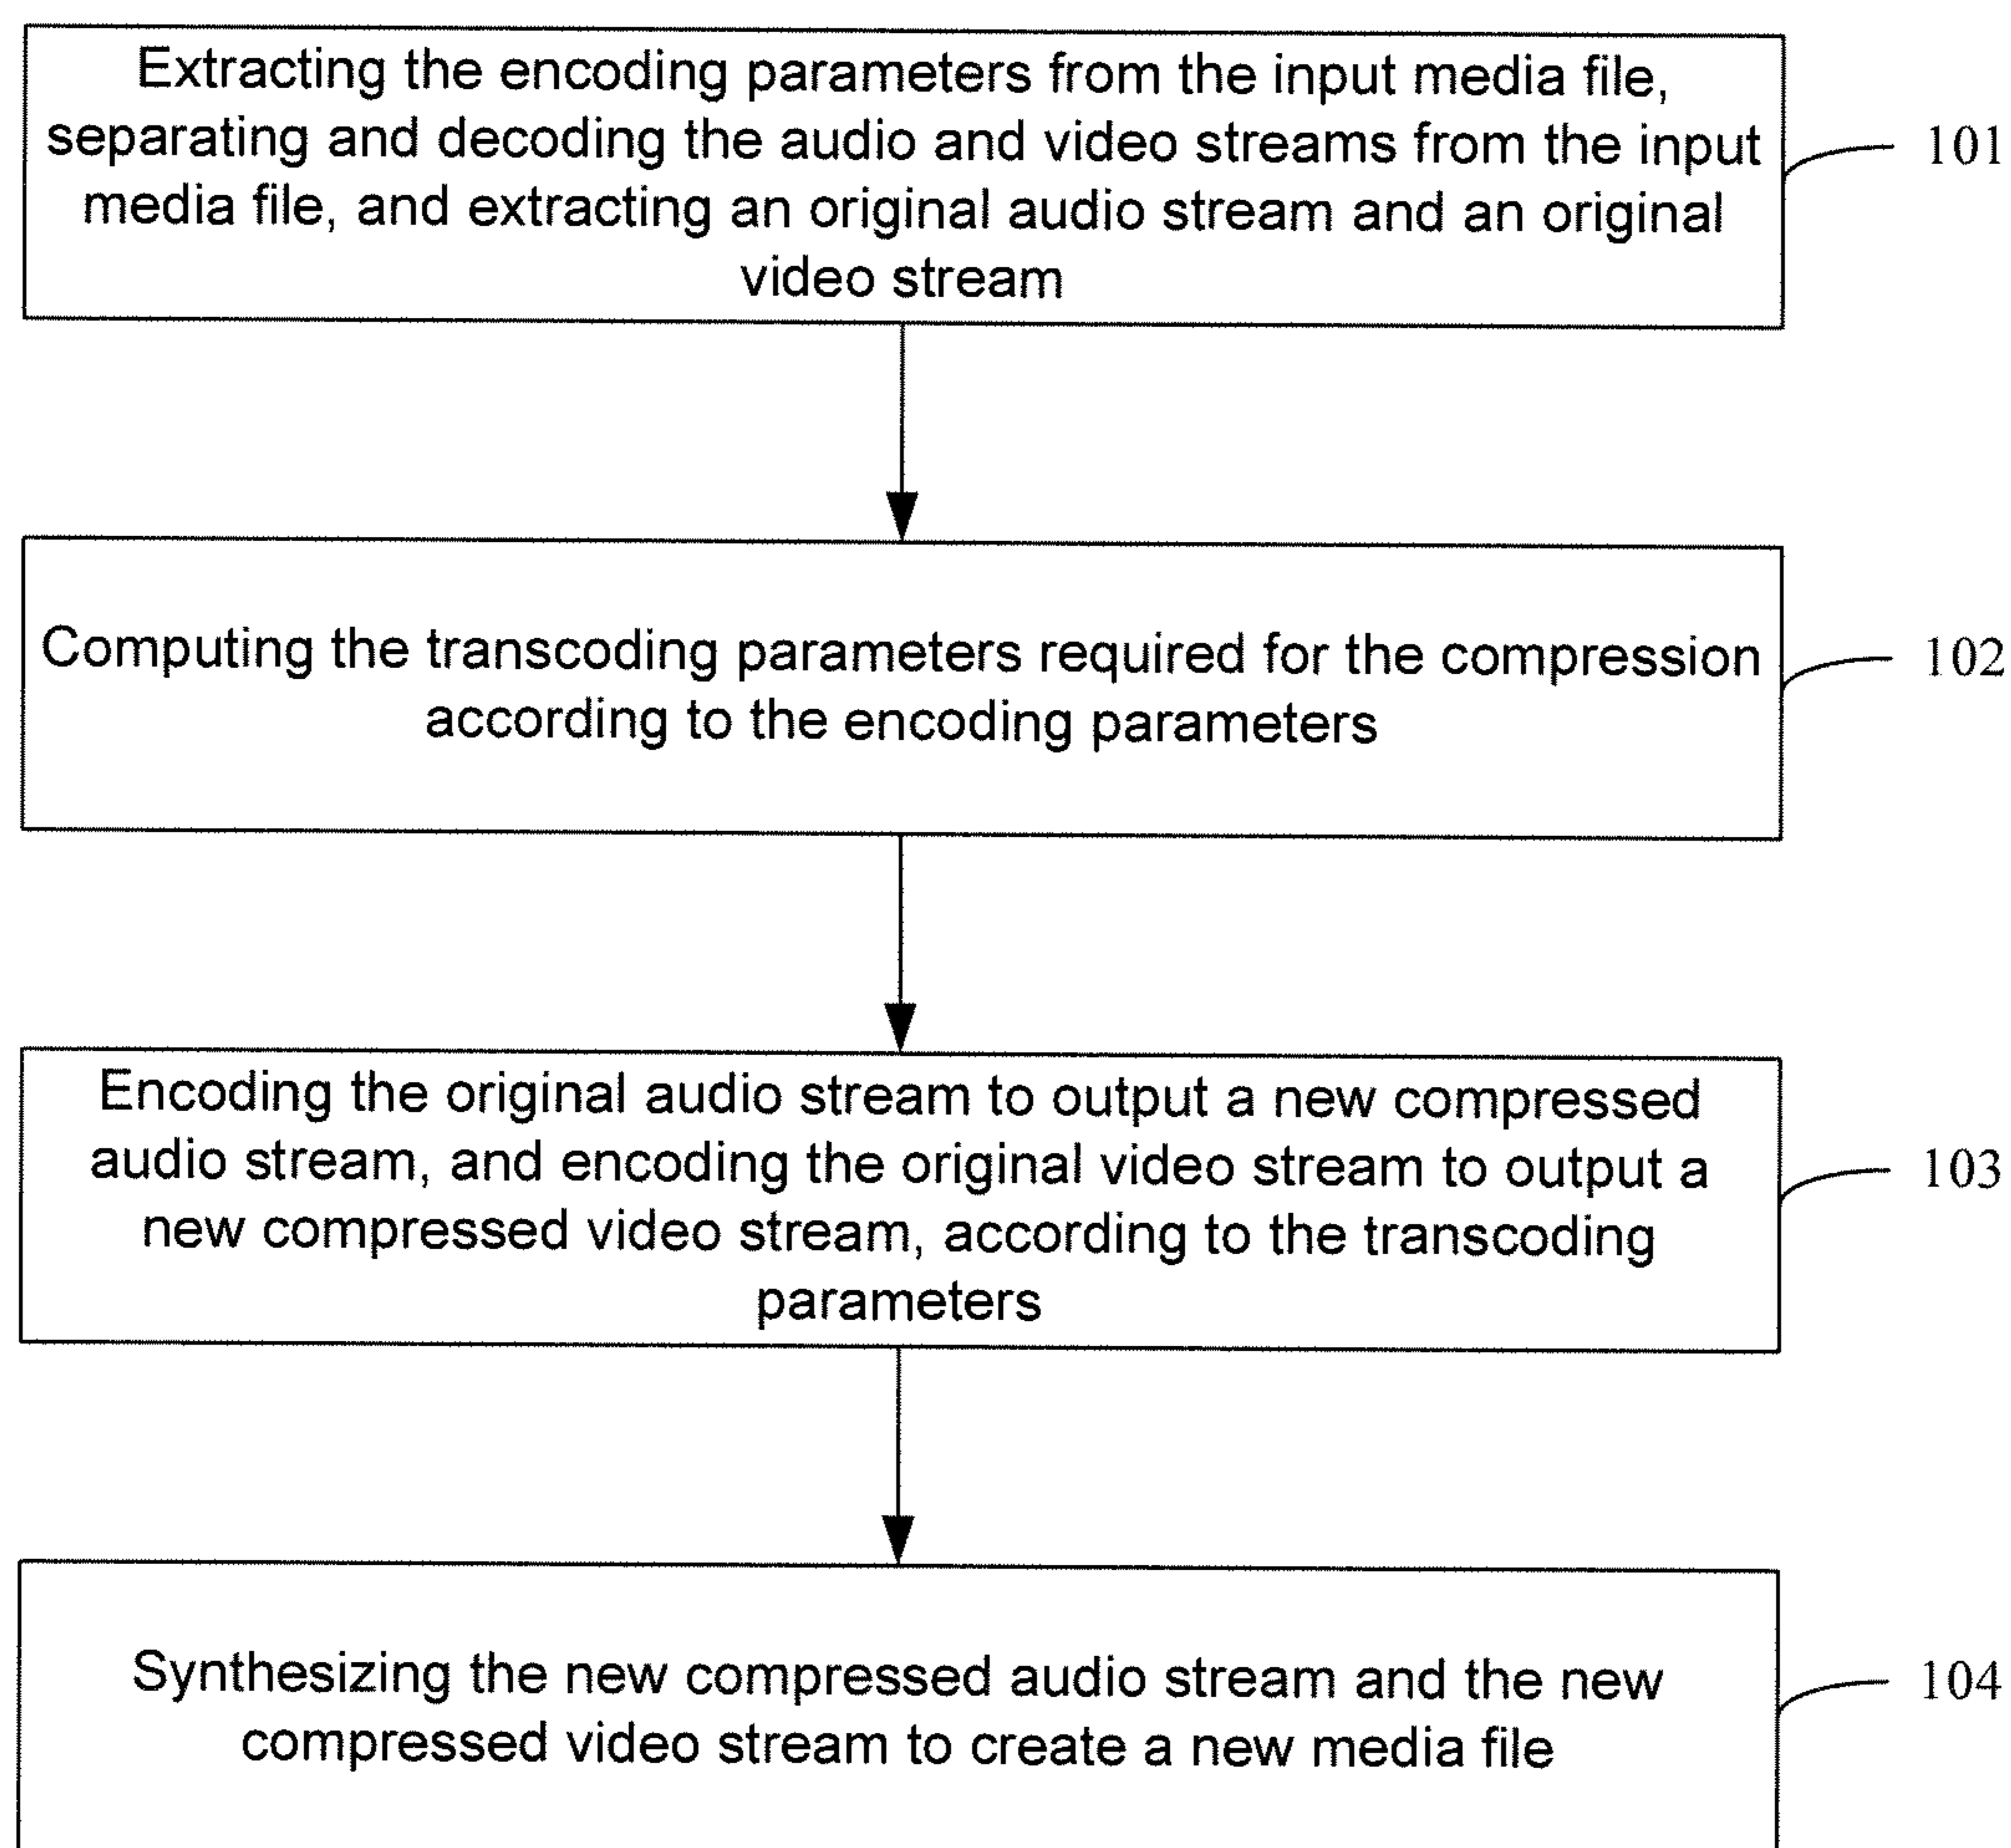 Extracting the encoding parameters from the input media file,
separating and decoding the audio and video streams from the input
media file, and extracting an original audio stream and an original
video stream
101
Computing the transcoding parameters required for the compression
according to the encoding parameters
102
Encoding the original audio stream to output a new compressed
audio stream, and encoding the original video stream to output a
new compressed video stream, according to the transcoding
parameters
103
Synthesizing the new compressed audio stream and the new
compressed video stream to create a new media file
104